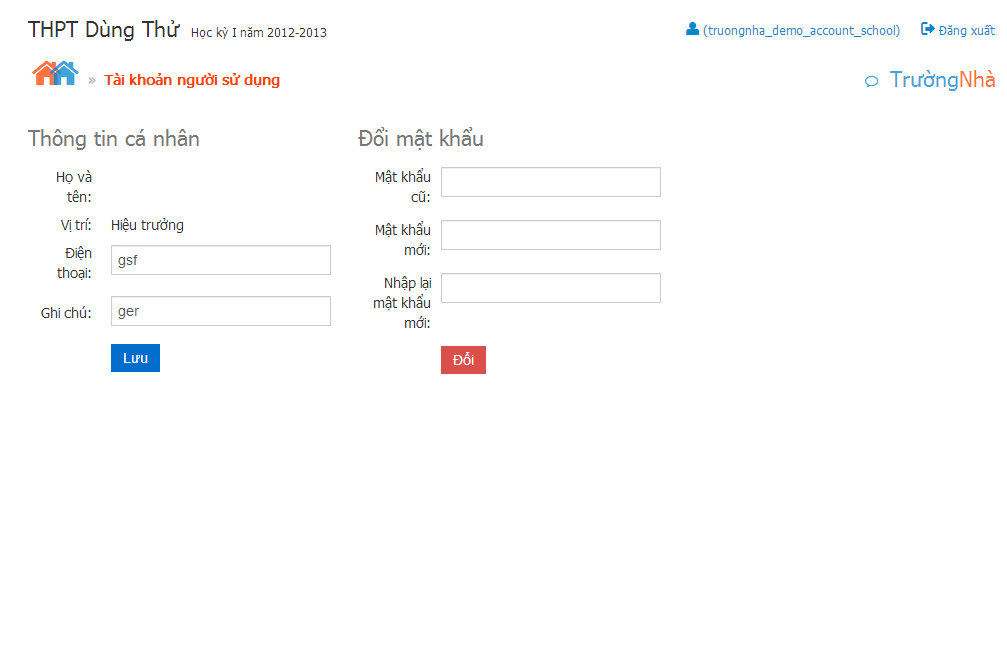 THPT Dùng Thử Học kỳ I năm 2012-2013
(truongnha_demo_account_school) Đăng xuất
» Tài khoản người sử dụng
TrườngNhà
Thông tin cá nhân
Họ và
tên:
Vị trí: Hiệu trưởng
Điện
thoại:
gsf
Ghi chú: ger
Lưu
Đổi mật khẩu
Mật khẩu
cũ:
Mật khẩu
mới:
Nhập lại
mật khẩu
mới:
Đổi